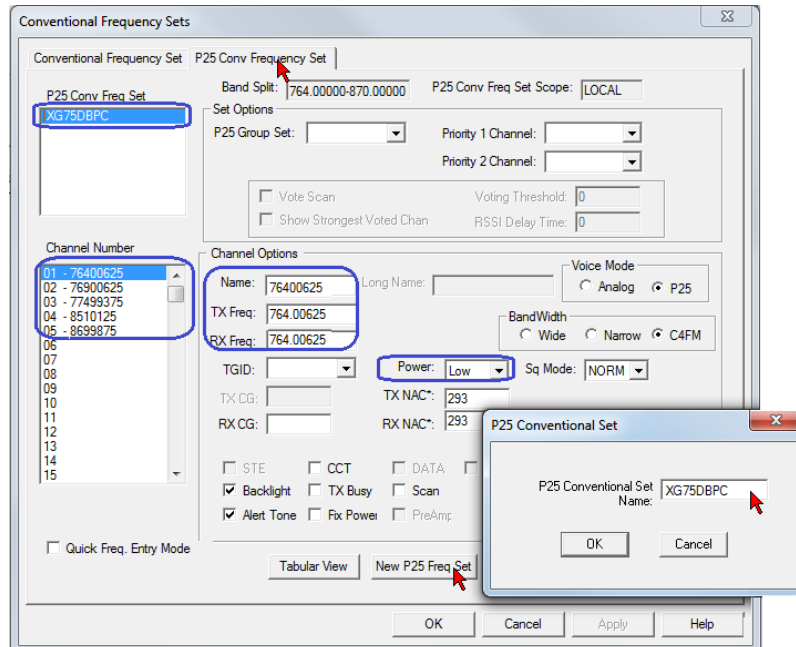 Conventional Frequency Sets
Conventional Frequency Set P25 Conv Frequency Set
P25 Conv Freq Set
XG75DBPC
Band Split: 764.00000-870.00000 P25 Conv Freq Set Scope: LOCAL
Set Options
P25 Group Set: Priority 1 Channel:
Priority 2 Channel:
Vote Scan Voting Threshold: 0
Show Strongest Voted Chan RSSI Delay Time: 0
Channel Number
01 - 76400625
02 - 76900625
03 - 77499375
04 - 8510125
05 - 8699875
06
07
08
09
10
11
12
13
14
15
Quick Freq. Entry Mode
Channel Options
Name: 76400625 Long Name:
TX Freq: 764.00625
RX Freq: 764.00625
Voice Mode
Analog P25
BandWidth
Wide Narrow C4FM
TGID: Power: Low Sq Mode: NORM
TX CG: TX NAC*: 293
RX CG: RX NAC*: 293
STE CCT DATA
Backlight TX Busy Scan
Alert Tone Fix Power PreAmp
Tabular View New P25 Freq Set
P25 Conventional Set
P25 Conventional Set
Name: XG75DBPC
OK Cancel
OK Cancel Apply Help